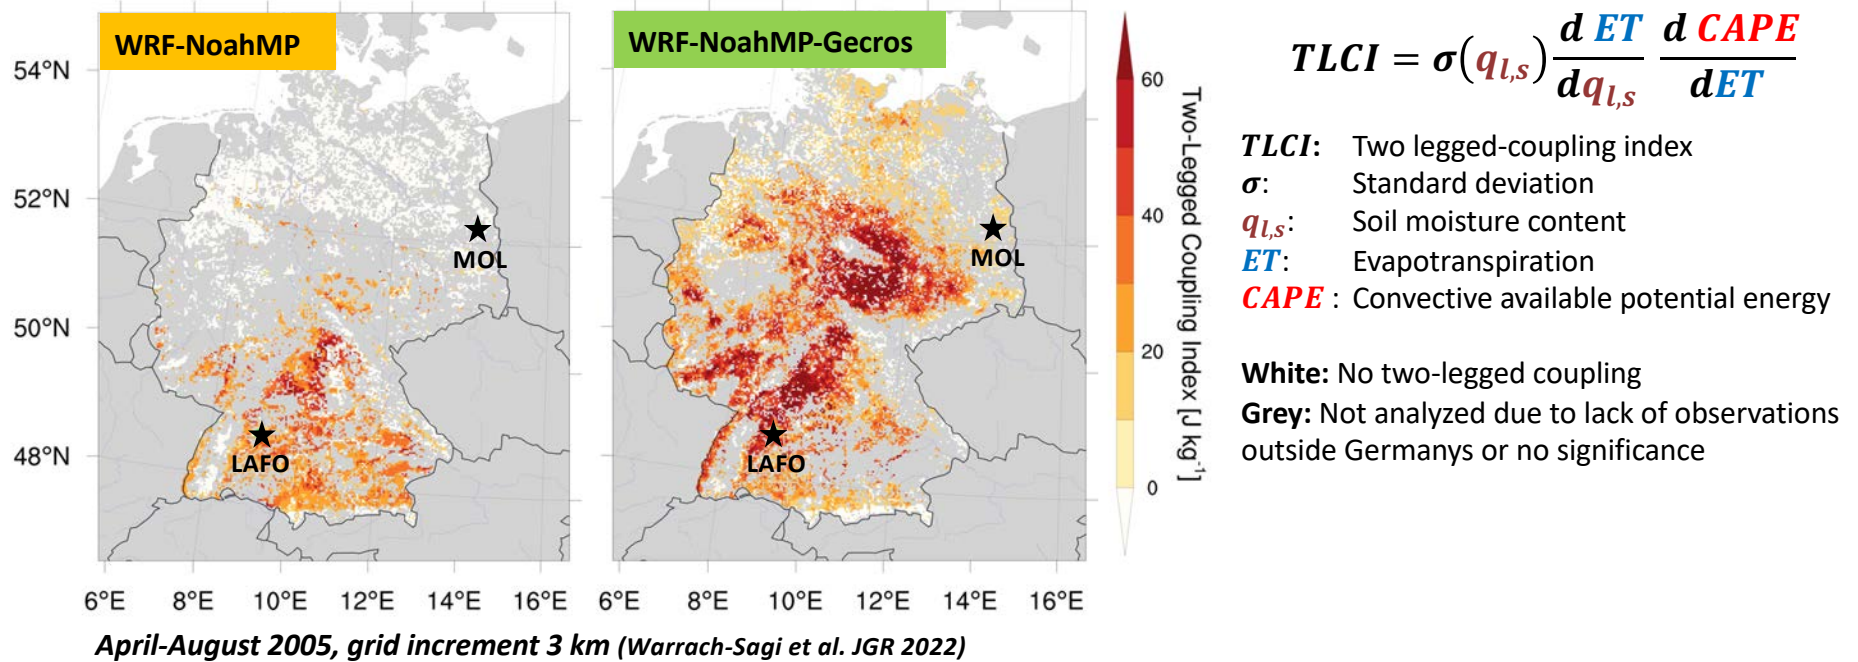 WRF-NoahMP
WRF-NoahMP-Gecros
54°N
52°N
50°N
48°N
MOL
LAFO
MOL
LAFO
6°E 8°E 10°E 12°E 14°E 16°E
6°E 8°E 10°E 12°E 14°E 16°E
60
40
20
0
Two-Legged Coupling Index [J kg⁻¹]
April-August 2005, grid increment 3 km (Warrach-Sagi et al. JGR 2022)
TLCI = σ(q_{l,s}) d ET / dq_{l,s} d CAPE / dET
TLCI: Two legged-coupling index
σ: Standard deviation
q_{l,s}: Soil moisture content
ET: Evapotranspiration
CAPE : Convective available potential energy
White: No two-legged coupling
Grey: Not analyzed due to lack of observations
outside Germanys or no significance